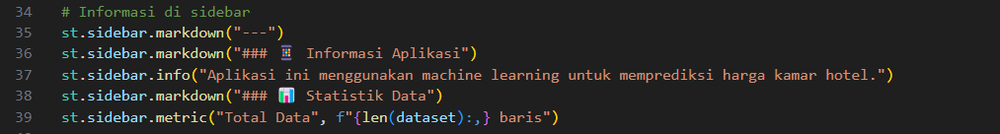 34 # Informasi di sidebar
35 st.sidebar.markdown("---")
36 st.sidebar.markdown("### 🧵 Informasi Aplikasi")
37 st.sidebar.info("Aplikasi ini menggunakan machine learning untuk memprediksi harga kamar hotel.")
38 st.sidebar.markdown("### 📊 Statistik Data")
39 st.sidebar.metric("Total Data", f"{len(dataset):,} baris")